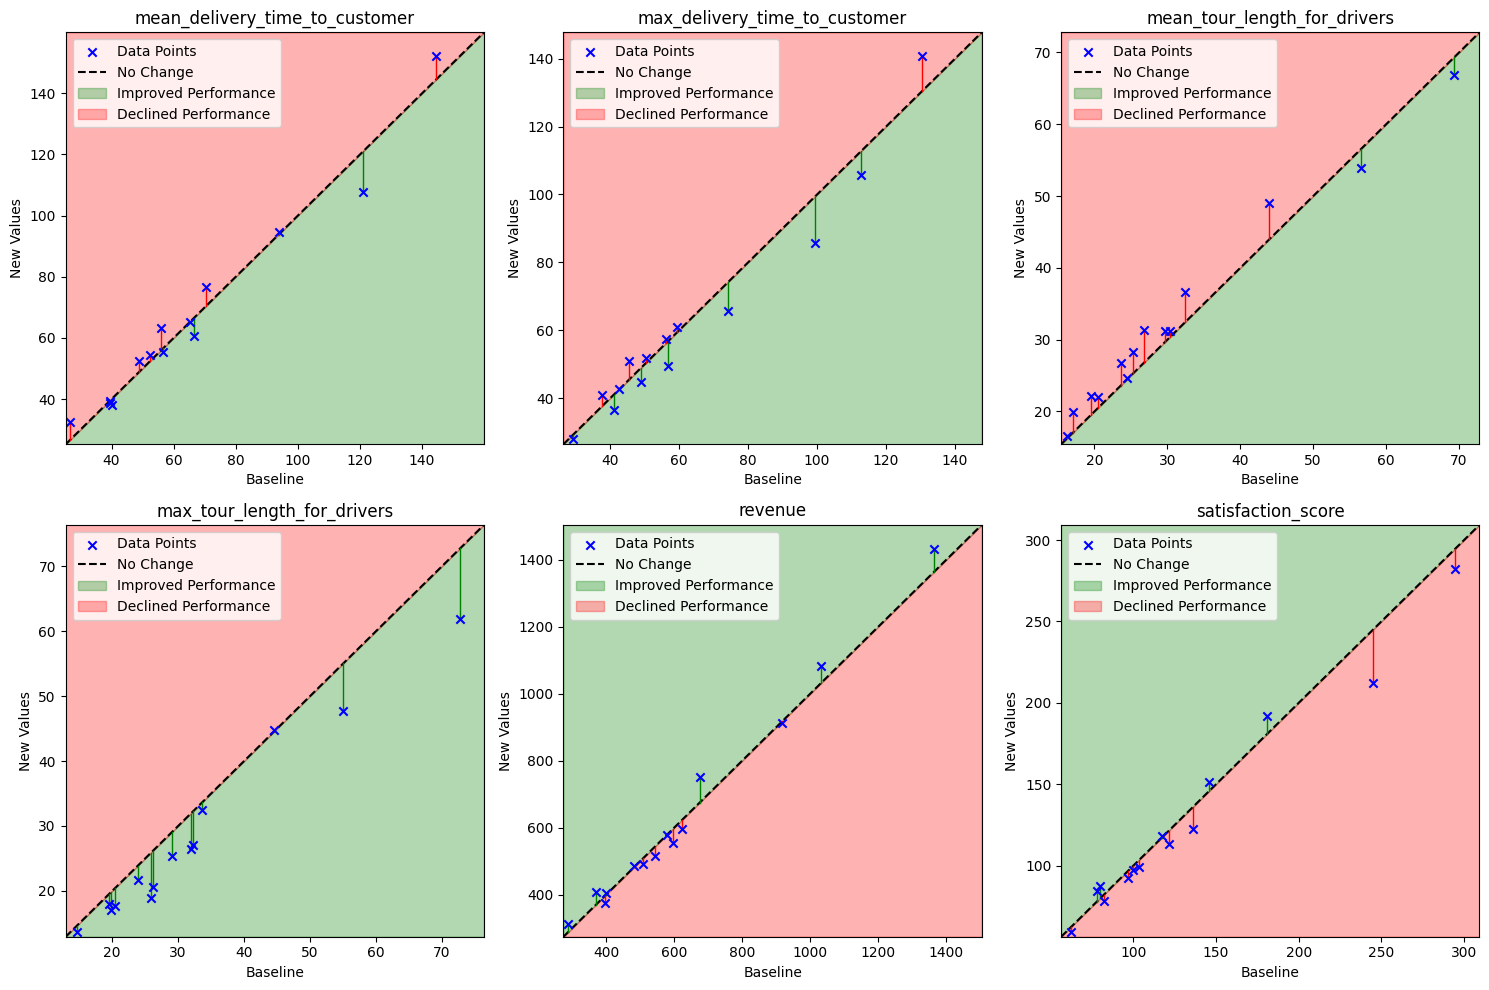 mean_delivery_time_to_customer
Data Points
No Change
Improved Performance
Declined Performance
140
120
100
80
60
40
New Values
40 60 80 100 120 140
Baseline
max_delivery_time_to_customer
Data Points
No Change
Improved Performance
Declined Performance
140
120
100
80
60
40
New Values
40 60 80 100 120 140
Baseline
mean_tour_length_for_drivers
Data Points
No Change
Improved Performance
Declined Performance
70
60
50
40
30
20
New Values
20 30 40 50 60 70
Baseline
max_tour_length_for_drivers
Data Points
No Change
Improved Performance
Declined Performance
70
60
50
40
30
20
New Values
20 30 40 50 60 70
Baseline
revenue
Data Points
No Change
Improved Performance
Declined Performance
1400
1200
1000
800
600
400
New Values
400 600 800 1000 1200 1400
Baseline
satisfaction_score
Data Points
No Change
Improved Performance
Declined Performance
300
250
200
150
100
New Values
100 150 200 250 300
Baseline